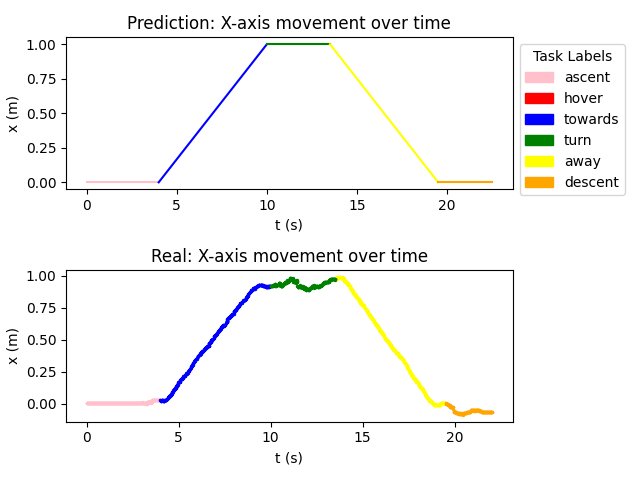 Prediction: X-axis movement over time
1.00
0.75
0.50
0.25
0.00
x (m)
0 5 10 15 20
t (s)
Task Labels
ascent
hover
towards
turn
away
descent
Real: X-axis movement over time
1.00
0.75
0.50
0.25
0.00
x (m)
0 5 10 15 20
t (s)